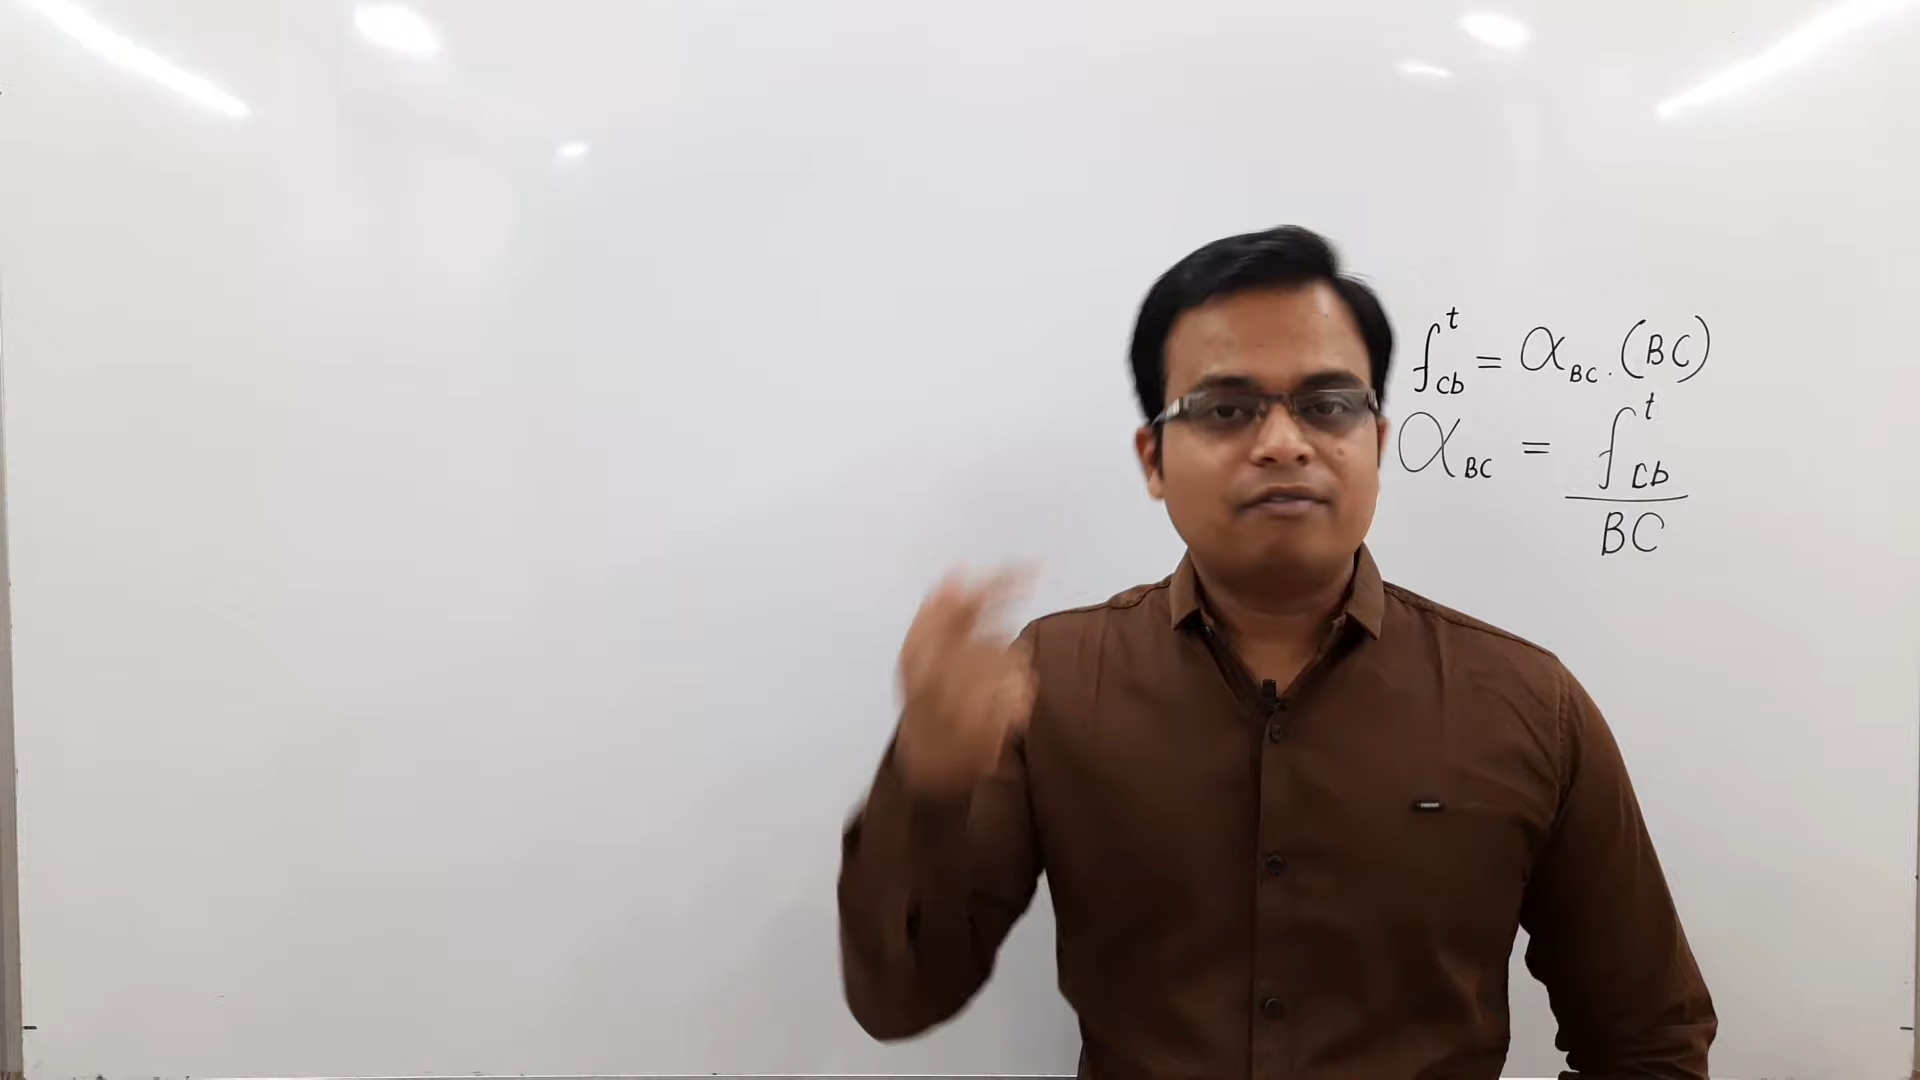 f^t_cb = α_BC . (BC)
α_BC = f^t_cb / BC